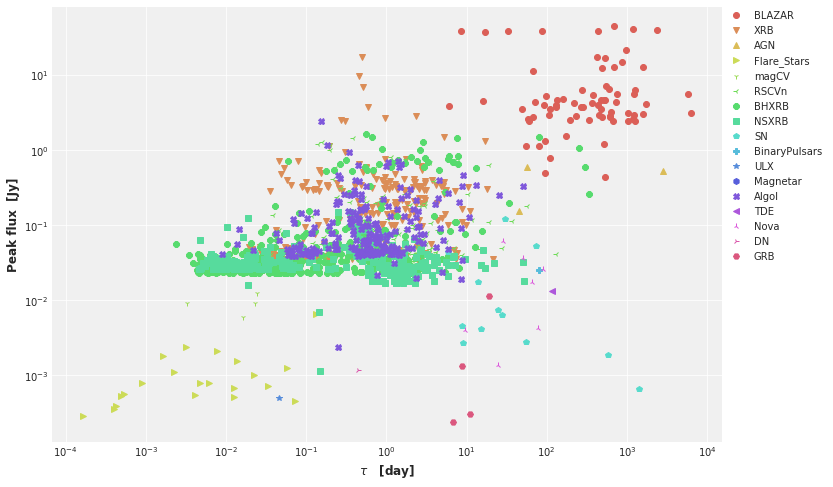 BLAZAR
XRB
AGN
Flare_Stars
magCV
RSCVn
BHXRB
NSXRB
SN
BinaryPulsars
ULX
Magnetar
Algol
TDE
Nova
DN
GRB
Peak flux [Jy]
10¹
10⁰
10⁻¹
10⁻²
10⁻³
10⁻⁴ 10⁻³ 10⁻² 10⁻¹ 10⁰ 10¹ 10² 10³ 10⁴
τ [day]